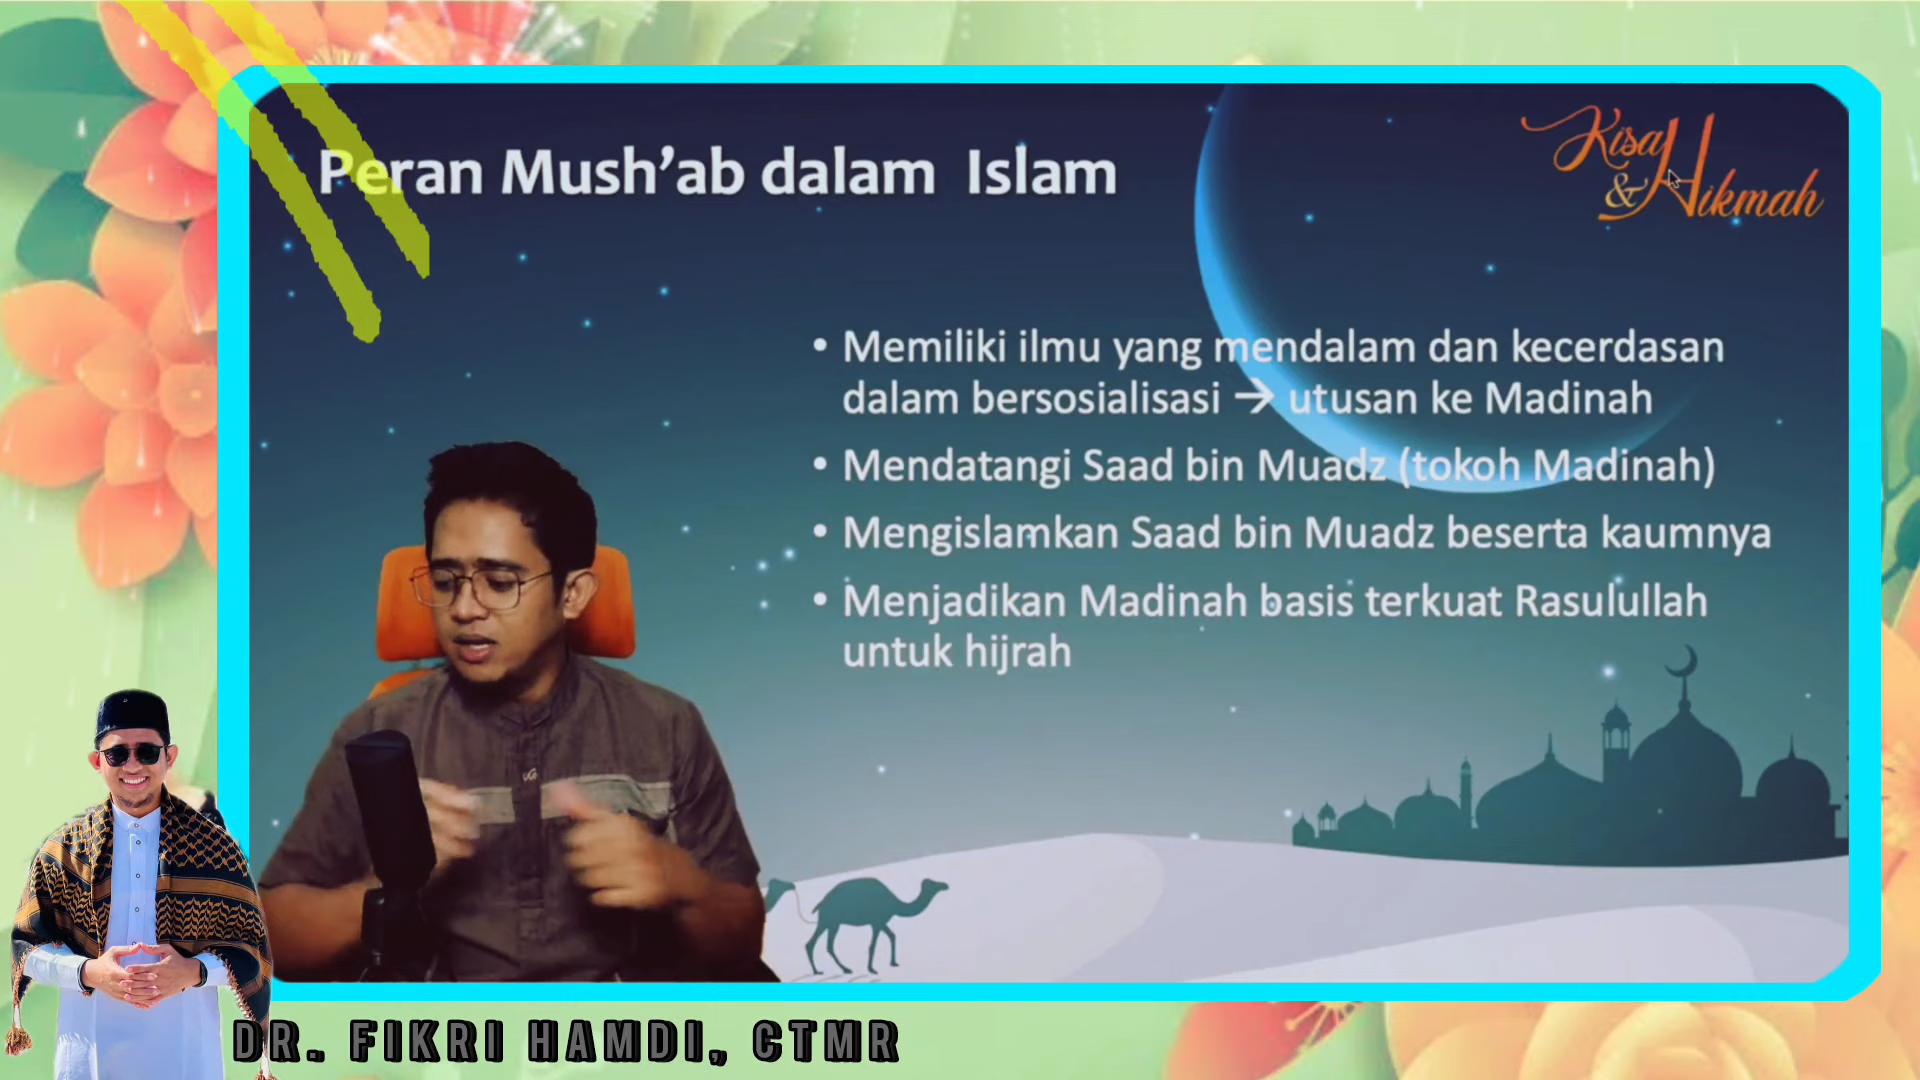 Peran Mush’ab dalam Islam
Kisah
& Hikmah
• Memiliki ilmu yang mendalam dan kecerdasan
dalam bersosialisasi → utusan ke Madinah
• Mendatangi Saad bin Muadz (tokoh Madinah)
• Mengislamkan Saad bin Muadz beserta kaumnya
• Menjadikan Madinah basis terkuat Rasulullah
untuk hijrah
DR. FIKRI HAMDI, CTMR